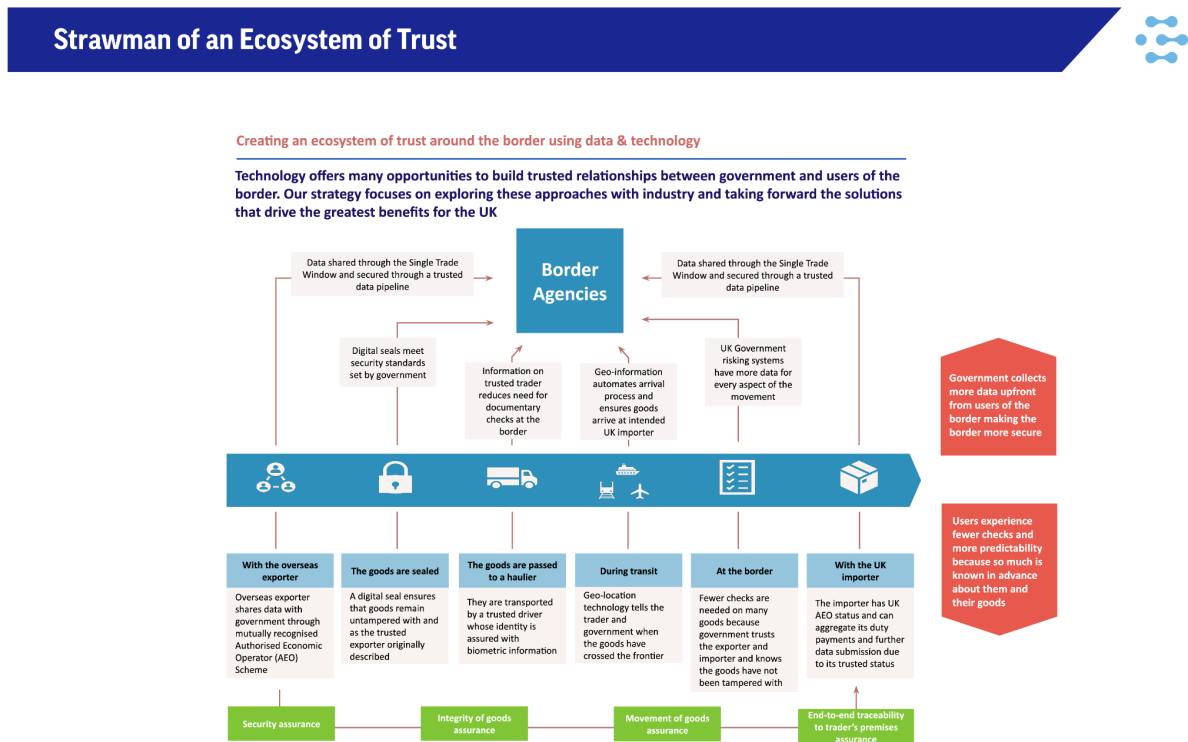 Strawman of an Ecosystem of Trust
Creating an ecosystem of trust around the border using data & technology
Technology offers many opportunities to build trusted relationships between government and users of the
border. Our strategy focuses on exploring these approaches with industry and taking forward the solutions
that drive the greatest benefits for the UK
Data shared through the Single Trade
Window and secured through a trusted
data pipeline
Border
Agencies
Data shared through the Single Trade
Window and secured through a trusted
data pipeline
Digital seals meet
security standards
set by government
Information on
trusted trader
reduces need for
documentary
checks at the
border
Geo-information
automates arrival
process and
ensures goods
arrive at intended
UK importer
UK Government
risking systems
have more data for
every aspect of the
movement
Government collects
more data upfront
from users of the
border making the
border more secure
Users experience
fewer checks and
more predictability
because so much is
known in advance
about them and
their goods
With the overseas
exporter
Overseas exporter
shares data with
government through
mutually recognised
Authorised Economic
Operator (AEO)
Scheme
The goods are sealed
A digital seal ensures
that goods remain
untampered with and
as the trusted
exporter originally
described
The goods are passed
to a haulier
They are transported
by a trusted driver
whose identity is
assured with
biometric information
During transit
Geo-location
technology tells the
trader and
government when
the goods have
crossed the frontier
At the border
Fewer checks are
needed on many
goods because
government trusts
the exporter and
importer and knows
the goods have not
been tampered with
With the UK
importer
The importer has UK
AEO status and can
aggregate its duty
payments and further
data submission due
to its trusted status
Security assurance
Integrity of goods
assurance
Movement of goods
assurance
End-to-end traceability
to trader's premises
assurance